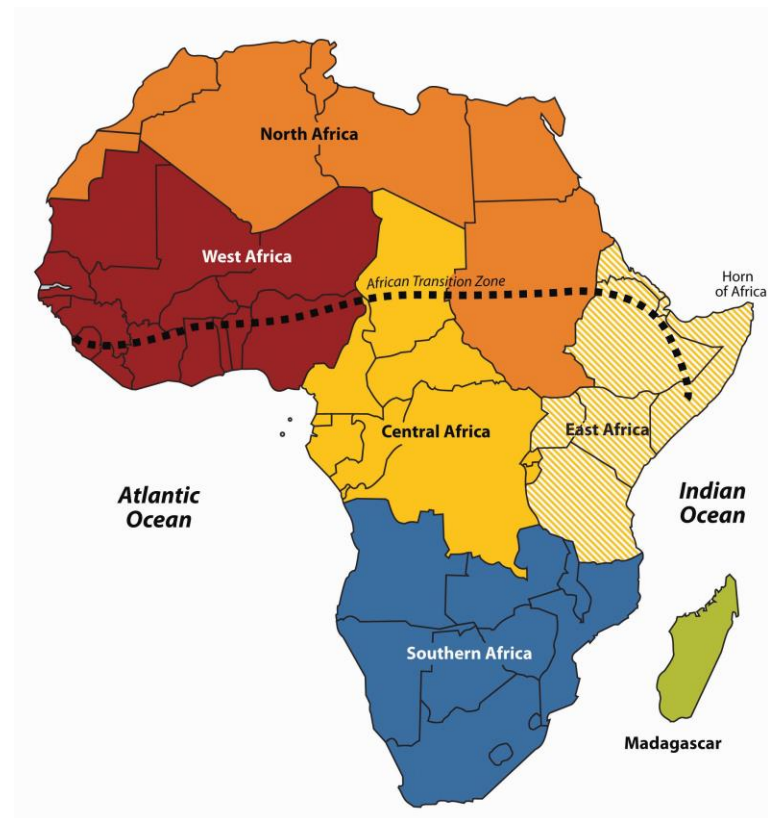 North Africa
West Africa
African Transition Zone
Horn
of Africa
Central Africa
East Africa
Atlantic
Ocean
Indian
Ocean
Southern Africa
Madagascar